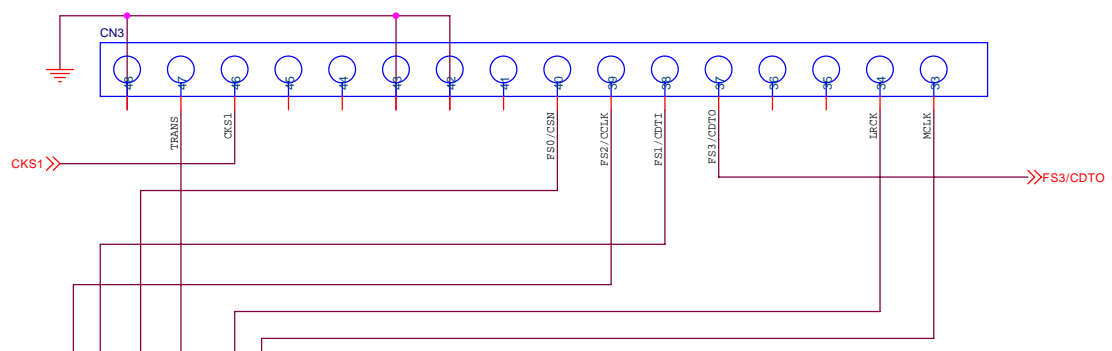 CN3
48
47
46
45
44
43
42
41
40
39
38
37
36
35
34
33
TRANS
CKS1
FS0/CSN
FS2/CCLK
FS1/CDTI
FS3/CDTO
LRCK
MCLK
CKS1
FS3/CDTO